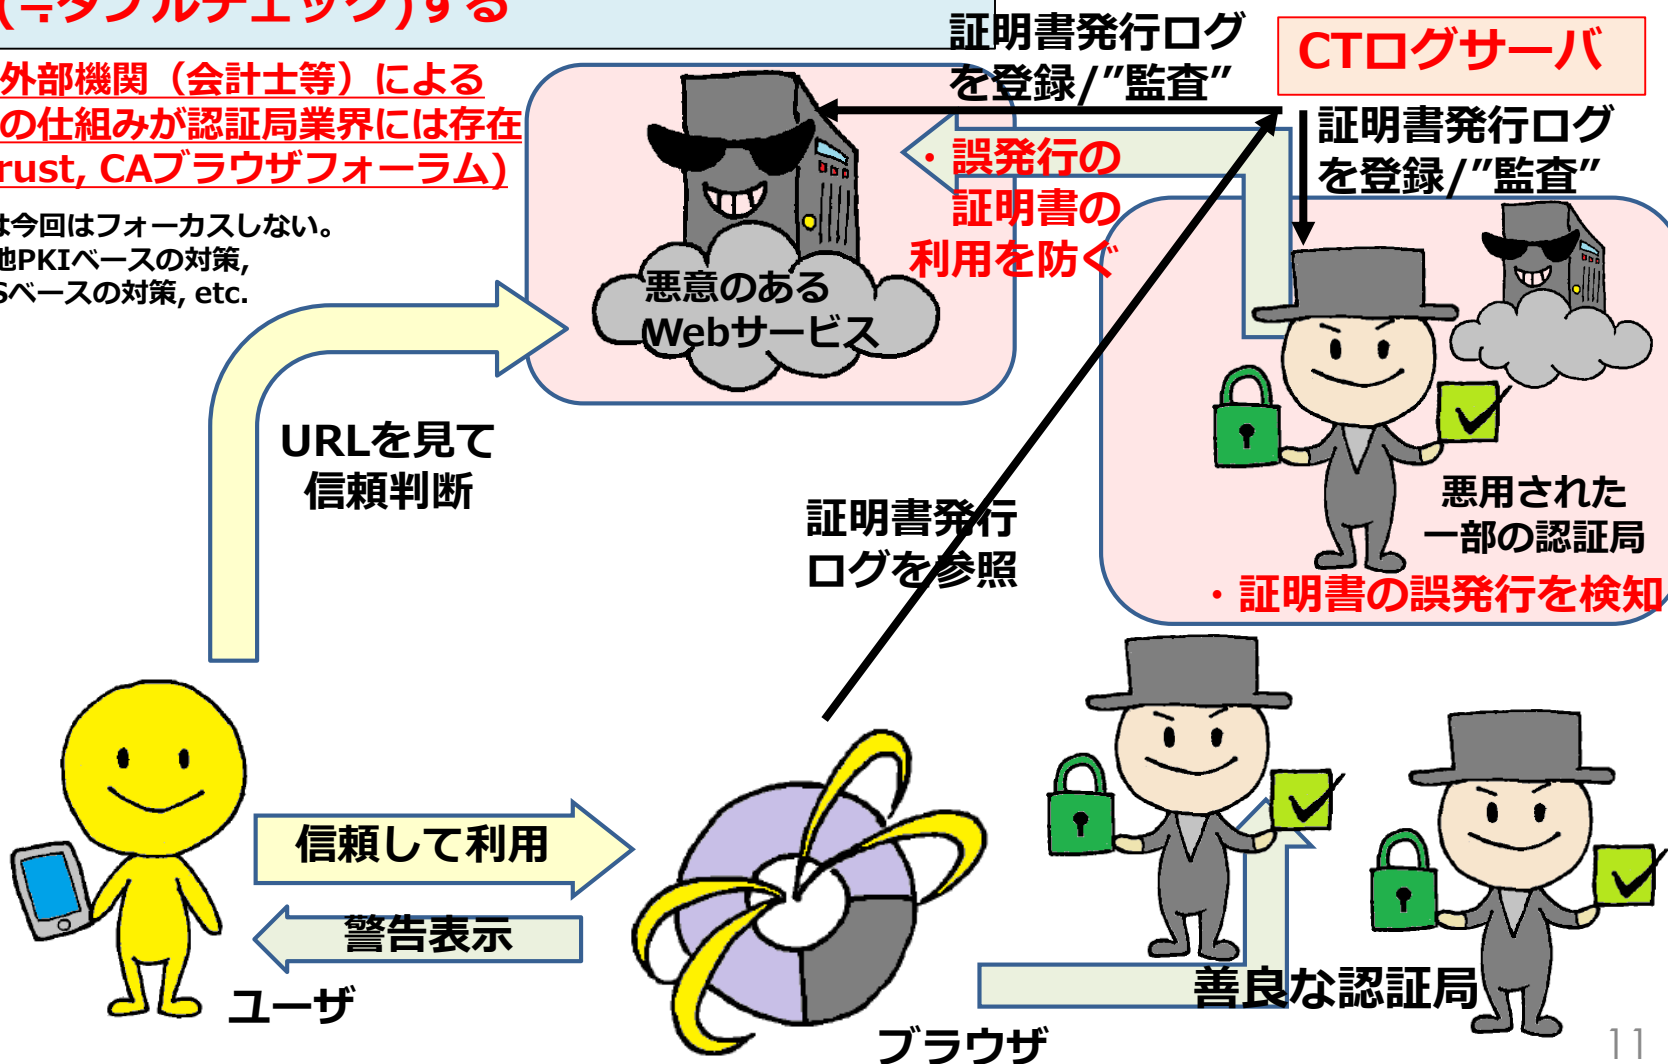 (≒ダブルチェック)する
外部機関（会計士等）による
の仕組みが認証局業界には存在
rust, CAブラウザフォーラム)
は今回はフォーカスしない。
他PKIベースの対策,
Sベースの対策, etc.
証明書発行ログ
を登録/”監査”
CTログサーバ
証明書発行ログ
を登録/”監査”
・誤発行の
証明書の
利用を防ぐ
悪意のある
Webサービス
URLを見て
信頼判断
証明書発行
ログを参照
悪用された
一部の認証局
・証明書の誤発行を検知
信頼して利用
警告表示
ユーザ
ブラウザ
善良な認証局
11